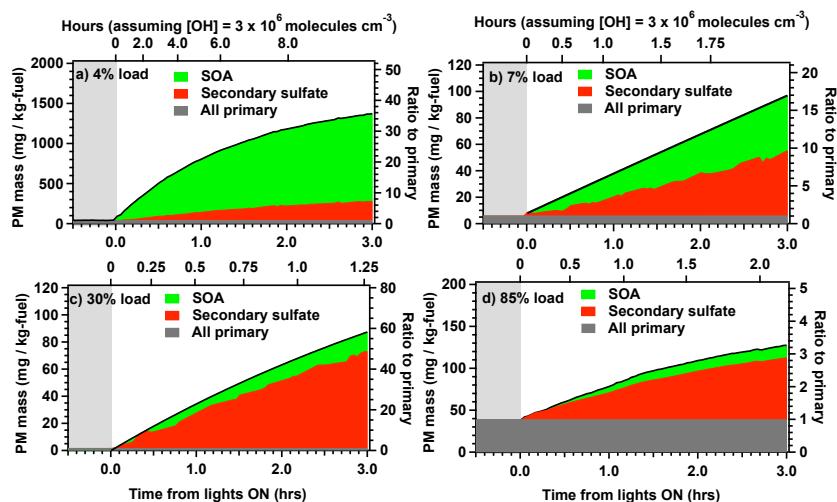 Hours (assuming [OH] = 3 x 10⁶ molecules cm⁻³)
Hours (assuming [OH] = 3 x 10⁶ molecules cm⁻³)
0 2.0 4.0 6.0 8.0
0 0.5 1.0 1.25 1.75
a) 4% load
SOA
Secondary sulfate
All primary
PM mass (mg / kg-fuel)
2000
1500
1000
500
0
50
40
30
20
10
0
Ratio to primary
0.0 1.0 2.0 3.0
b) 7% load
SOA
Secondary sulfate
All primary
PM mass (mg / kg-fuel)
120
100
80
60
40
20
0
20
15
10
5
0
Ratio to primary
0.0 1.0 2.0 3.0
0 0.25 0.5 0.75 1.0 1.25
c) 30% load
SOA
Secondary sulfate
All primary
PM mass (mg / kg-fuel)
120
100
80
60
40
20
0
80
60
40
20
0
Ratio to primary
0.0 1.0 2.0 3.0
Time from lights ON (hrs)
0 0.5 1.0 1.5 2.0
d) 85% load
SOA
Secondary sulfate
All primary
PM mass (mg / kg-fuel)
200
150
100
50
0
5
4
3
2
1
0
Ratio to primary
0.0 1.0 2.0 3.0
Time from lights ON (hrs)